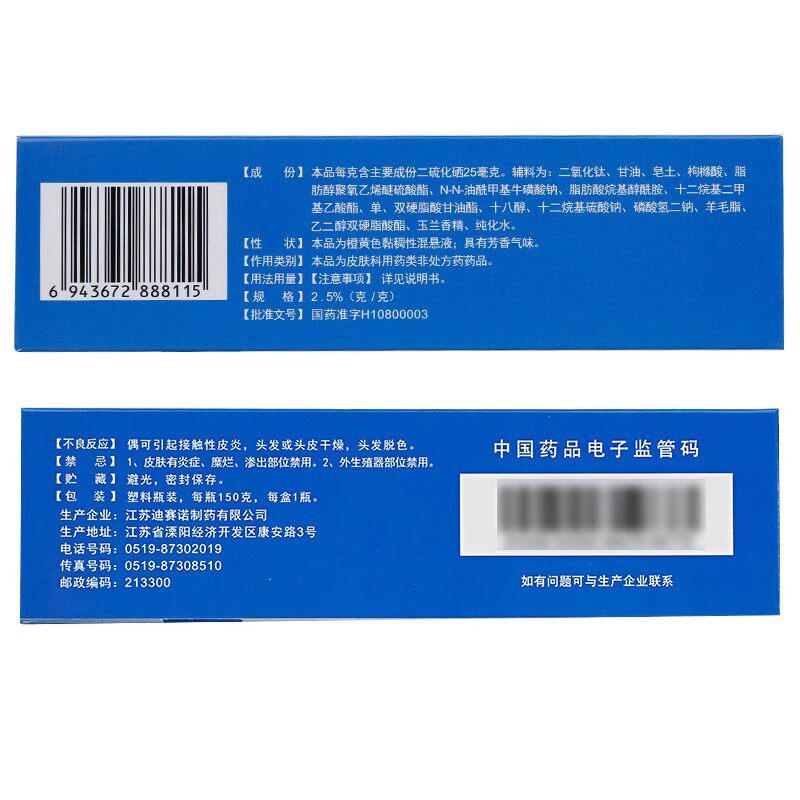 【成　份】本品每克含主要成份二硫化硒25毫克。辅料为：二氧化钛、甘油、皂土、枸橼酸、脂
肪醇聚氧乙烯醚硫酸酯、N-N-油酰甲基牛磺酸钠、脂肪酸烷基醇酰胺、十二烷基二甲
基乙酸酯、单、双硬脂酸甘油酯、十八醇、十二烷基硫酸钠、磷酸氢二钠、羊毛脂、
乙二醇双硬脂酸酯、玉兰香精、纯化水。
【性　状】本品为橙黄色黏稠性混悬液；具有芳香气味。
【作用类别】本品为皮肤科用药类非处方药药品。
【用法用量】【注意事项】详见说明书。
【规　格】2.5%（克/克）
【批准文号】国药准字H10800003
6 943672 888115
【不良反应】偶可引起接触性皮炎，头发或头皮干燥，头发脱色。
【禁　忌】1、皮肤有炎症、糜烂、渗出部位禁用。2、外生殖器部位禁用。
【贮　藏】避光，密封保存。
【包　装】塑料瓶装，每瓶150克，每盒1瓶。
生产企业：江苏迪赛诺制药有限公司
生产地址：江苏省溧阳经济开发区康安路3号
电话号码：0519-87302019
传真号码：0519-87308510
邮政编码：213300
中国药品电子监管码
如有问题可与生产企业联系